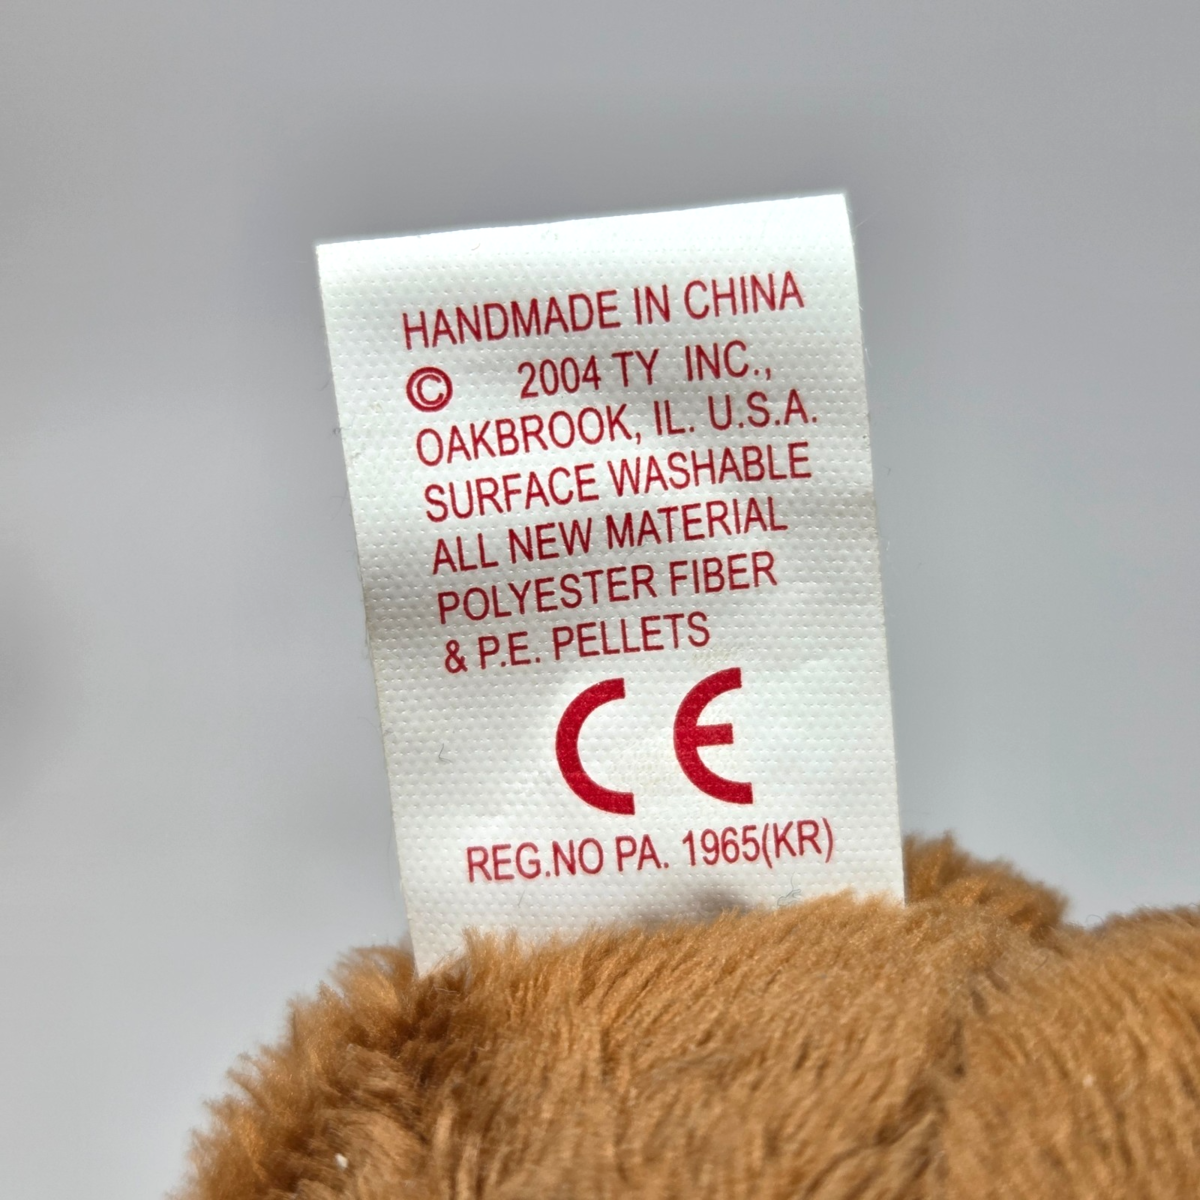 HANDMADE IN CHINA
© 2004 TY INC.,
OAKBROOK, IL. U.S.A.
SURFACE WASHABLE
ALL NEW MATERIAL
POLYESTER FIBER
& P.E. PELLETS
CE
REG.NO PA. 1965(KR)